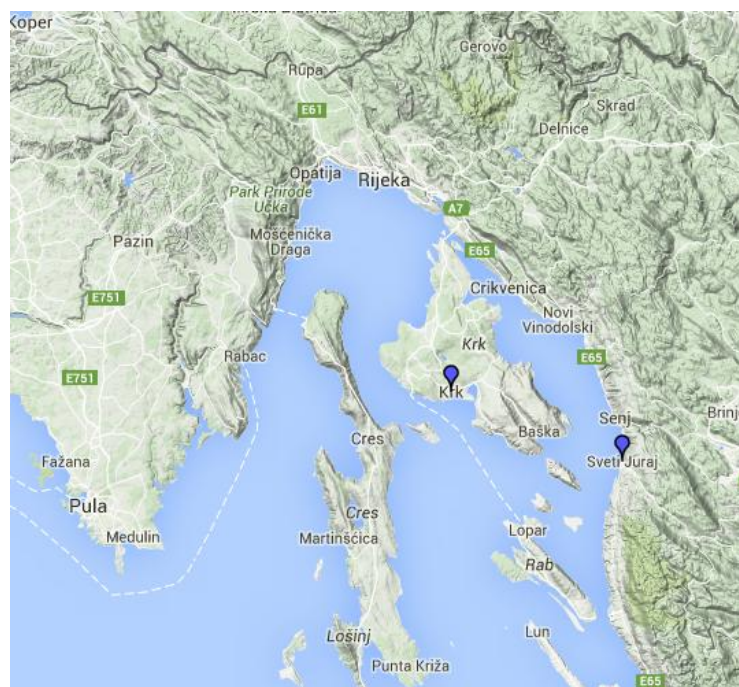 Koper
Gerovo
Rupa
E61
Skrad
Delnice
Opatija
Rijeka
Park Prirode
Učka
A7
Pazin
Mošćenička
Draga
E65
E751
Crikvenica
Novi
Vinodolski
Rabac
Krk
E65
E751
Krk
Senj
Brinj
Cres
Baška
Fažana
Sveti Juraj
Pula
Cres
Medulin
Martinšćica
Lopar
Rab
Lošinj
Lun
Punta Križa
E65